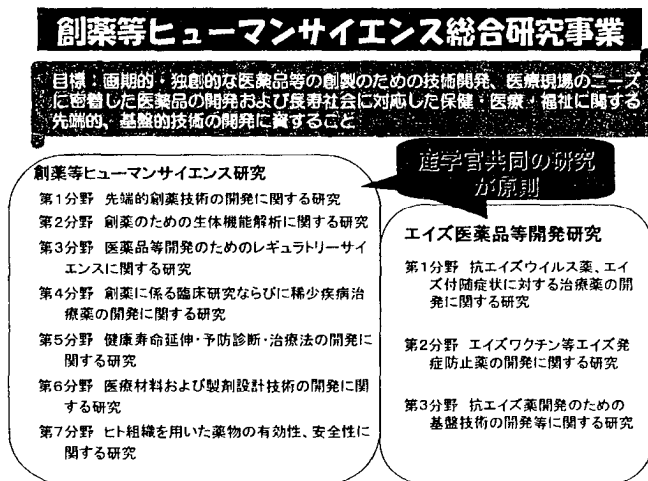 創薬等ヒューマンサイエンス総合研究事業
目標：画期的・独創的な医薬品等の創製のための技術開発、医療現場のニーズ
に密着した医薬品の開発および長寿社会に対応した保健・医療・福祉に関する
先端的、基盤的技術の開発に資すること
産学官共同の研究
が原則
創薬等ヒューマンサイエンス研究
第1分野 先端的創薬技術の開発に関する研究
第2分野 創薬のための生体機能解析に関する研究
第3分野 医薬品等開発のためのレギュラトリーサイ
エンスに関する研究
第4分野 創薬に係る臨床研究ならびに稀少疾病治
療薬の開発に関する研究
第5分野 健康寿命延伸・予防診断・治療法の開発に
関する研究
第6分野 医療材料および製剤設計技術の開発に関
する研究
第7分野 ヒト組織を用いた薬物の有効性、安全性に
関する研究
エイズ医薬品等開発研究
第1分野 抗エイズウイルス薬、エイ
ズ付随症状に対する治療薬の開
発に関する研究
第2分野 エイズワクチン等エイズ発
症防止薬の開発に関する研究
第3分野 抗エイズ薬開発のための
基盤技術の開発等に関する研究